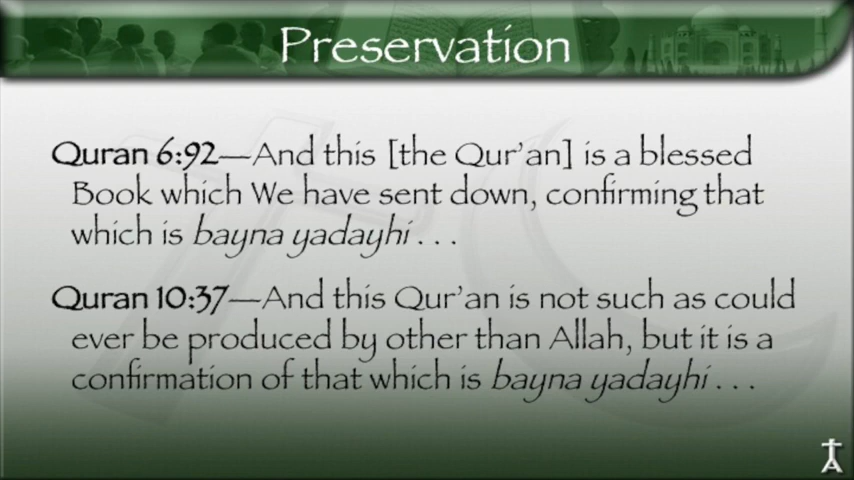 Preservation
Quran 6:92—And this [the Qur’an] is a blessed
Book which We have sent down, confirming that
which is bayna yadayhi . . .
Quran 10:37—And this Qur’an is not such as could
ever be produced by other than Allah, but it is a
confirmation of that which is bayna yadayhi . . .